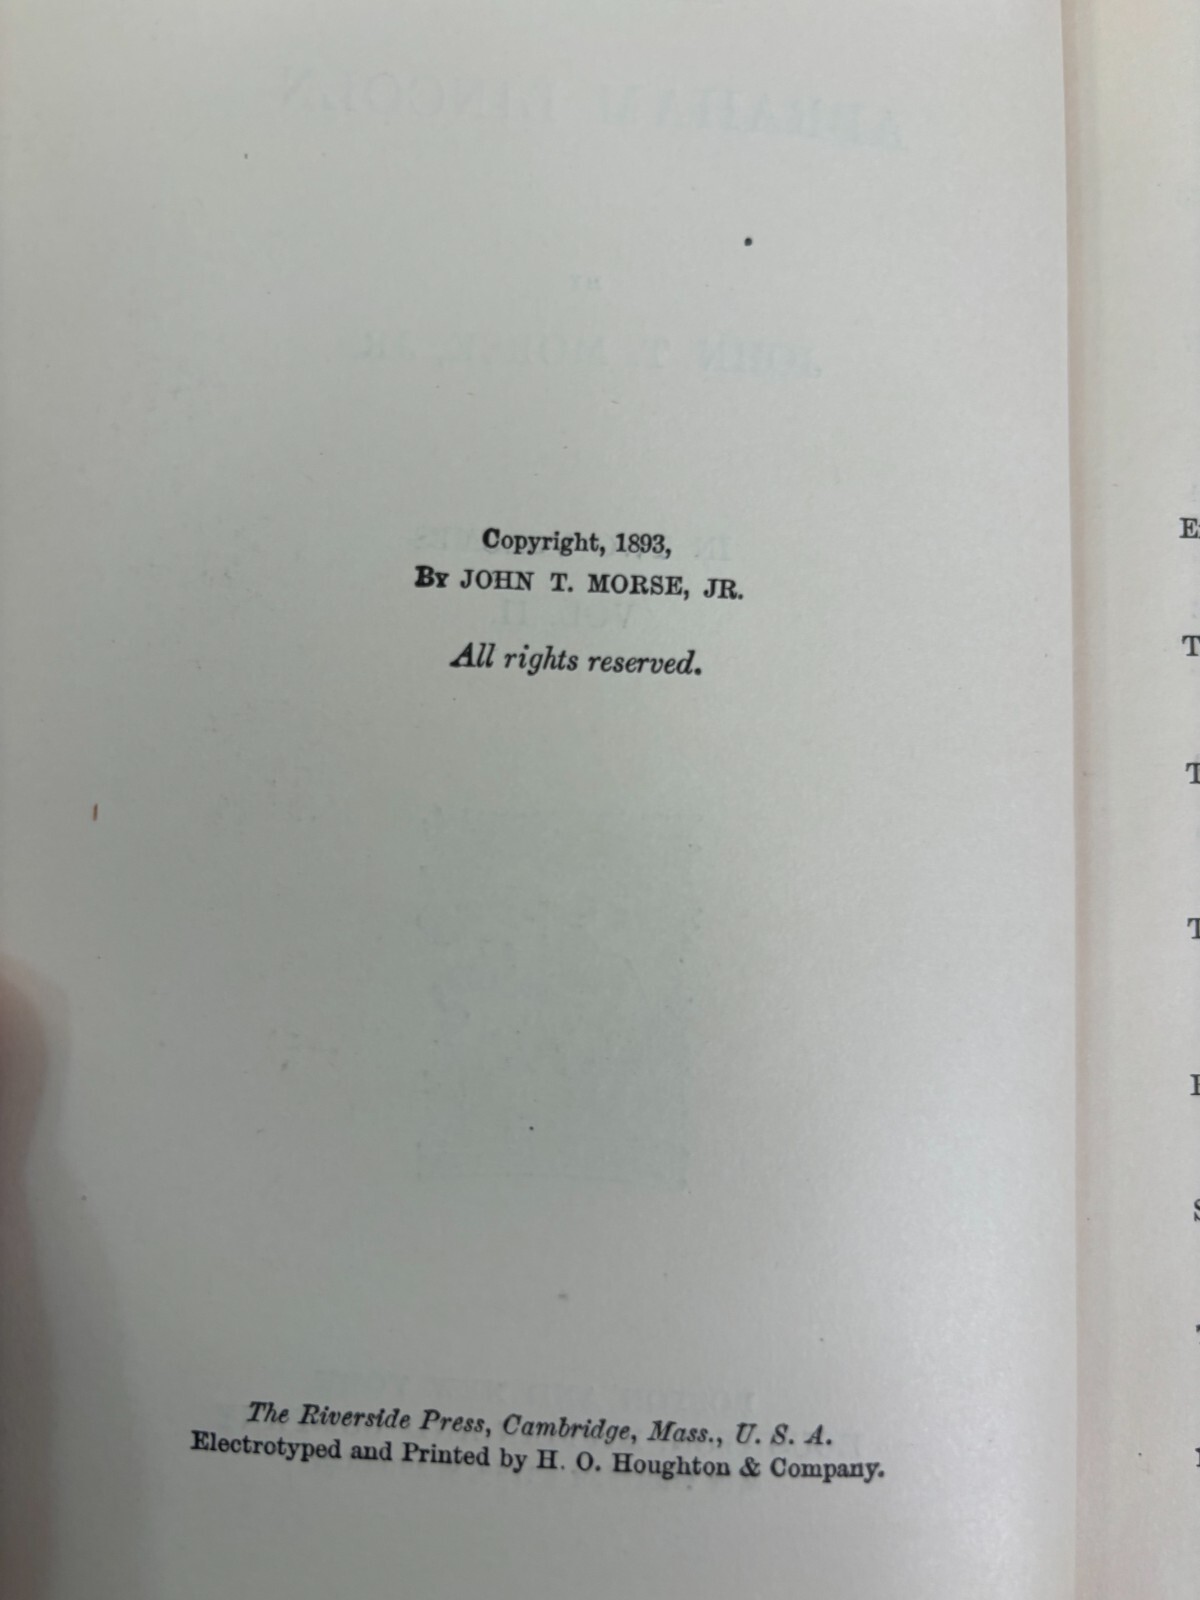 Copyright, 1893,
By JOHN T. MORSE, JR.
All rights reserved.
The Riverside Press, Cambridge, Mass., U. S. A.
Electrotyped and Printed by H. O. Houghton & Company.